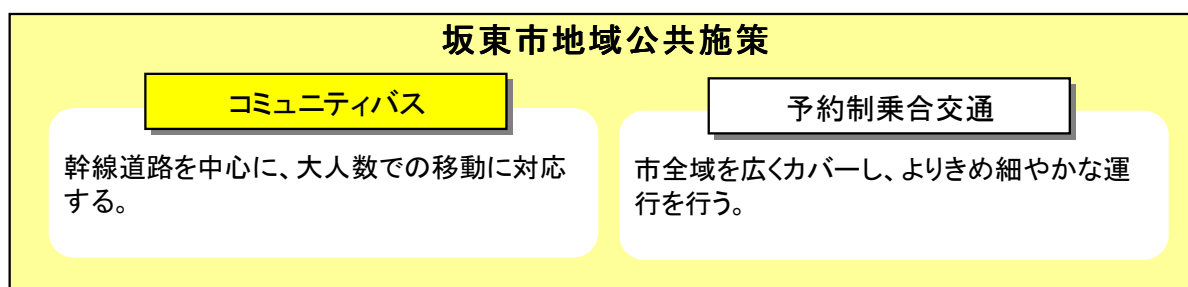 坂東市地域公共施策
コミュニティバス
幹線道路を中心に、大人数での移動に対応
する。
予約制乗合交通
市全域を広くカバーし、よりきめ細やかな運
行を行う。